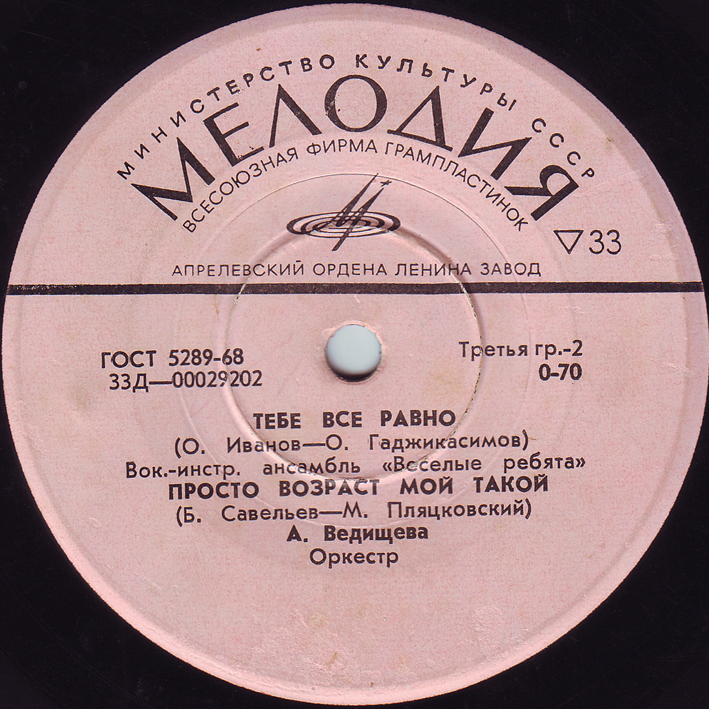 МИНИСТЕРСТВО КУЛЬТУРЫ СССР
МЕЛОДИЯ
ВСЕСОЮЗНАЯ ФИРМА ГРАМПЛАСТИНОК
▽33
АПРЕЛЕВСКИЙ ОРДЕНА ЛЕНИНА ЗАВОД
ГОСТ 5289-68 Третья гр.-2
33Д—00029202 0-70
ТЕБЕ ВСЕ РАВНО
(О. Иванов—О. Гаджикасимов)
Вок.-инстр. ансамбль «Веселые ребята»
ПРОСТО ВОЗРАСТ МОЙ ТАКОЙ
(Б. Савельев—М. Пляцковский)
А. Ведищева
Оркестр